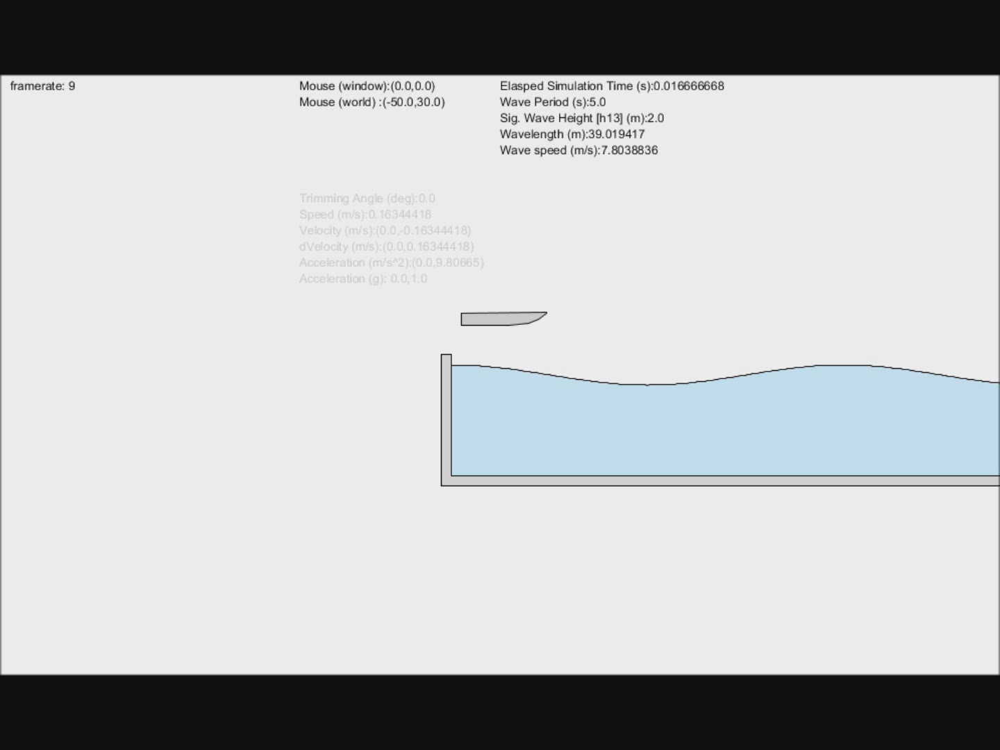 framerate: 9
Mouse (window):(0.0,0.0)
Mouse (world) :(-50.0,30.0)
Elasped Simulation Time (s):0.016666668
Wave Period (s):5.0
Sig. Wave Height [h13] (m):2.0
Wavelength (m):39.019417
Wave speed (m/s):7.8038836
Trimming Angle (deg):0.0
Speed (m/s):0.16344418
Velocity (m/s):(0.0,-0.16344418)
dVelocity (m/s):(0.0,0.16344418)
Acceleration (m/s^2):(0.0,9.80665)
Acceleration (g): 0.0,1.0